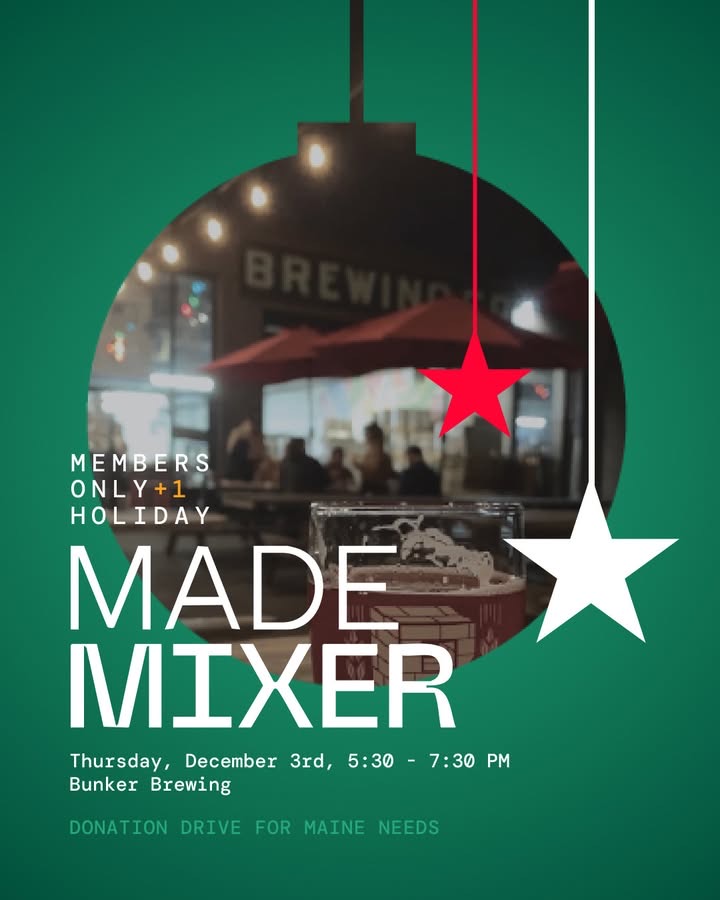 BREWING
MEMBERS
ONLY+1
HOLIDAY
MADE
MIXER
Thursday, December 3rd, 5:30 - 7:30 PM
Bunker Brewing
DONATION DRIVE FOR MAINE NEEDS